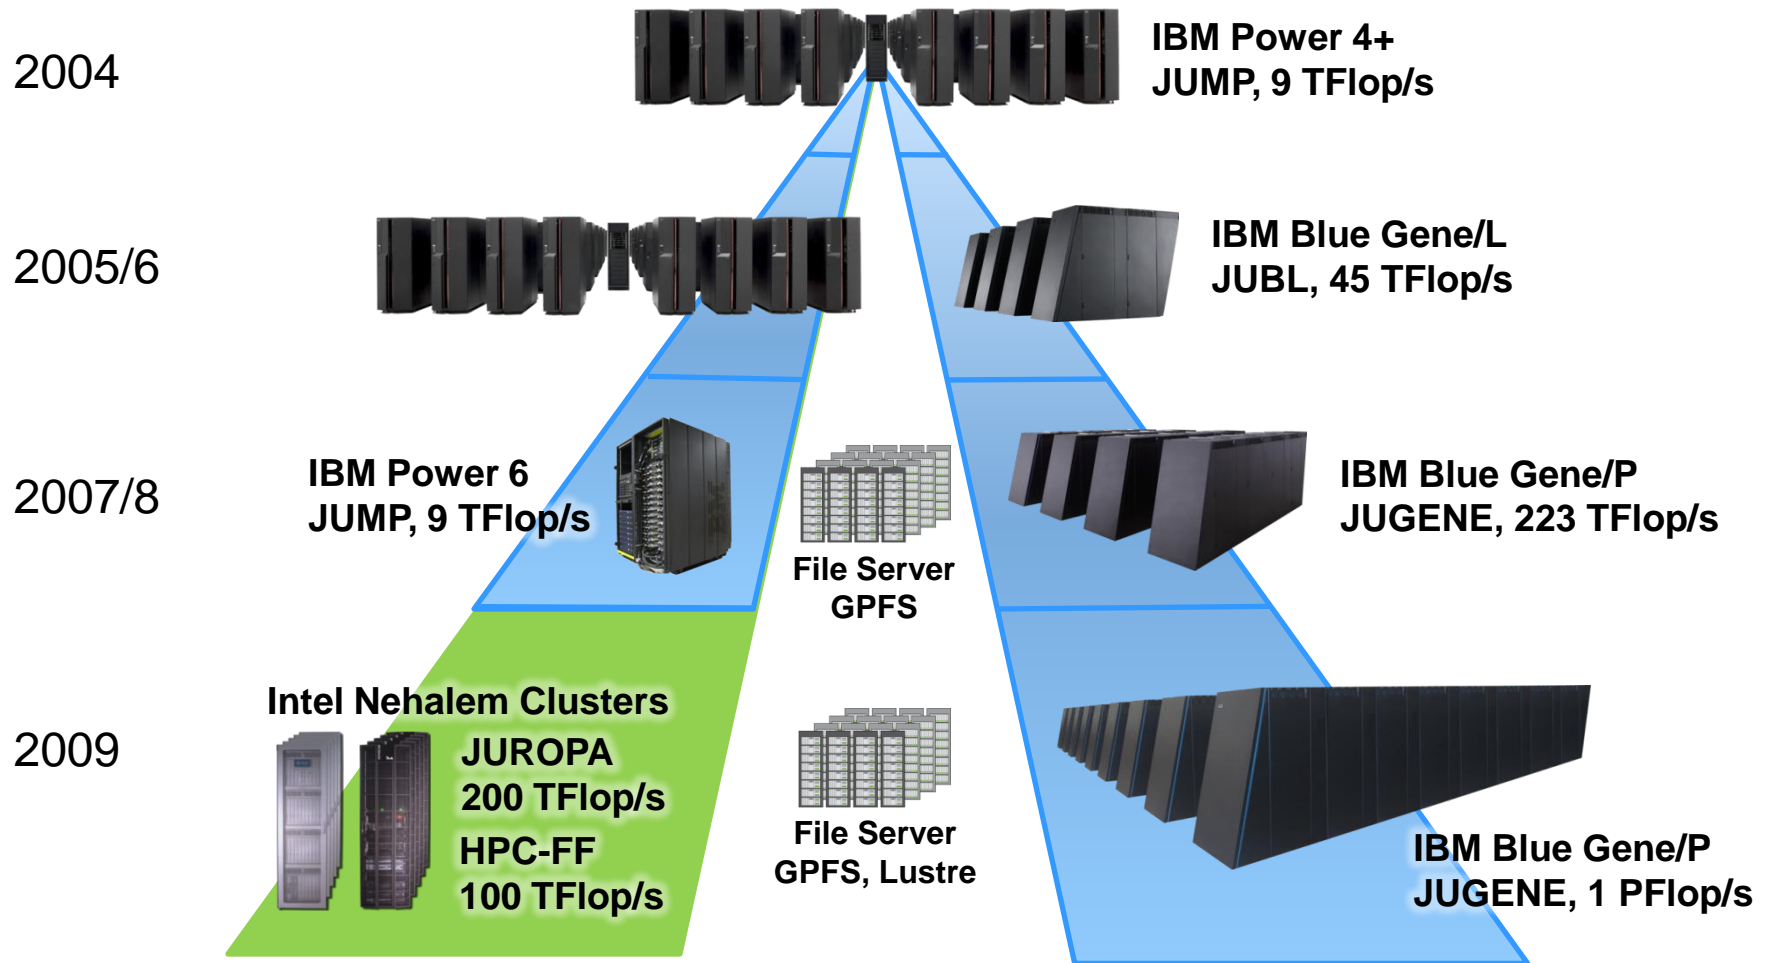 2004
IBM Power 4+
JUMP, 9 TFlop/s
2005/6
IBM Blue Gene/L
JUBL, 45 TFlop/s
2007/8
IBM Power 6
JUMP, 9 TFlop/s
File Server
GPFS
IBM Blue Gene/P
JUGENE, 223 TFlop/s
2009
Intel Nehalem Clusters
JUROPA
200 TFlop/s
HPC-FF
100 TFlop/s
File Server
GPFS, Lustre
IBM Blue Gene/P
JUGENE, 1 PFlop/s